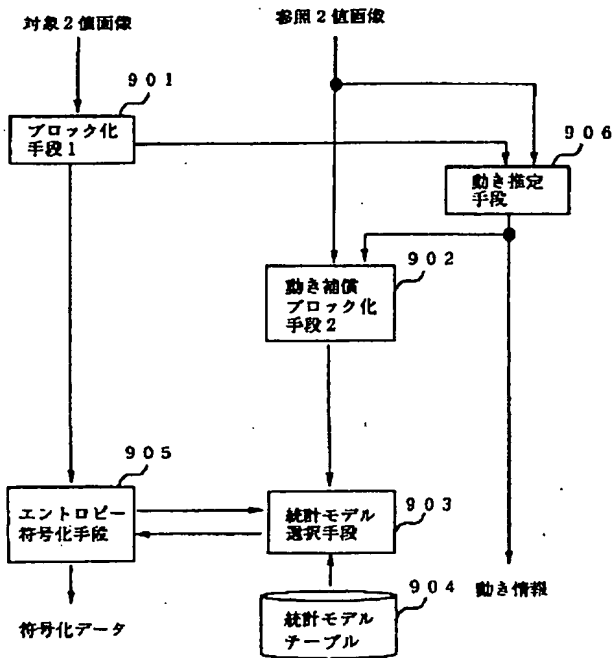 対象２値画像
参照２値画像
９０１
ブロック化
手段１
９０６
動き推定
手段
９０２
動き補償
ブロック化
手段２
９０５
エントロピー
符号化手段
統計モデル
選択手段
９０３
９０４
統計モデル
テーブル
動き情報
符号化データ